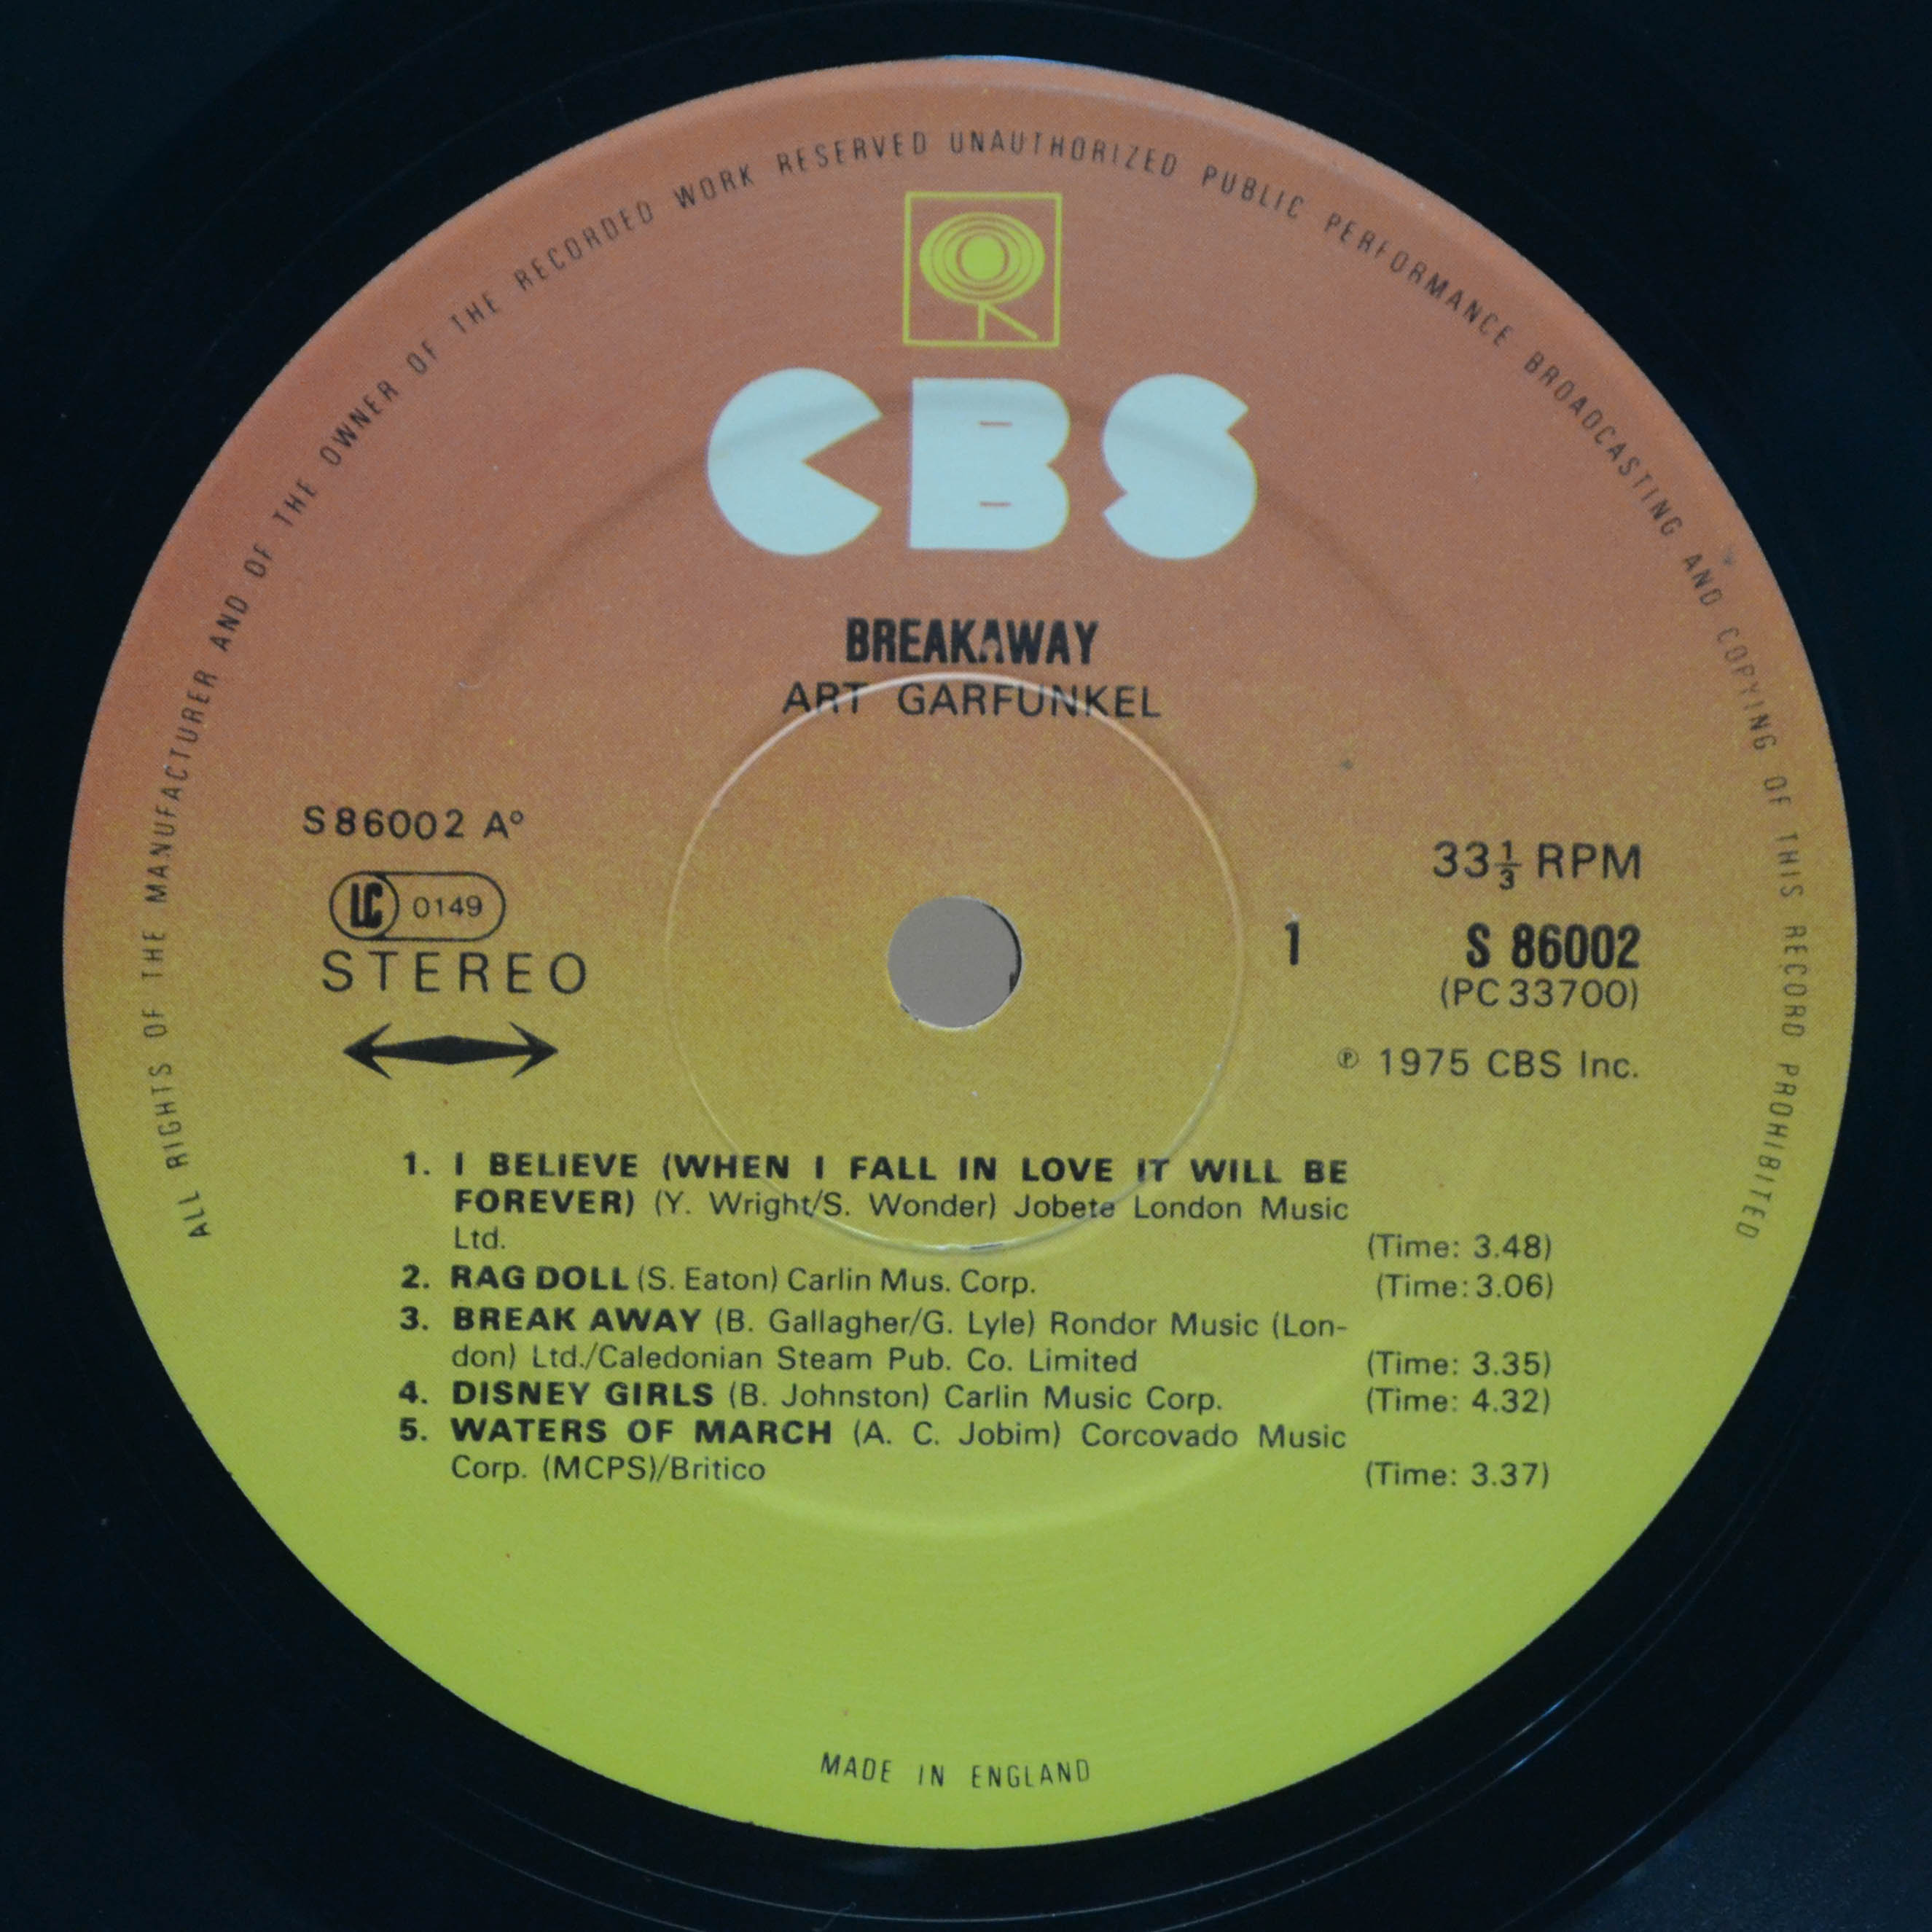 ALL RIGHTS OF THE MANUFACTURER AND OF THE OWNER OF THE RECORDED WORK RESERVED UNAUTHORIZED PUBLIC PERFORMANCE BROADCASTING AND COPYING OF THIS RECORD PROHIBITED
CBS
BREAKAWAY
ART GARFUNKEL
S 86002 A°
LC 0149
STEREO
33⅓ RPM
1 S 86002
(PC 33700)
℗ 1975 CBS Inc.
1. I BELIEVE (WHEN I FALL IN LOVE IT WILL BE
FOREVER) (Y. Wright/S. Wonder) Jobete London Music
Ltd. (Time: 3.48)
2. RAG DOLL (S. Eaton) Carlin Mus. Corp. (Time: 3.06)
3. BREAK AWAY (B. Gallagher/G. Lyle) Rondor Music (Lon-
don) Ltd./Caledonian Steam Pub. Co. Limited (Time: 3.35)
4. DISNEY GIRLS (B. Johnston) Carlin Music Corp. (Time: 4.32)
5. WATERS OF MARCH (A. C. Jobim) Corcovado Music
Corp. (MCPS)/Britico (Time: 3.37)
MADE IN ENGLAND